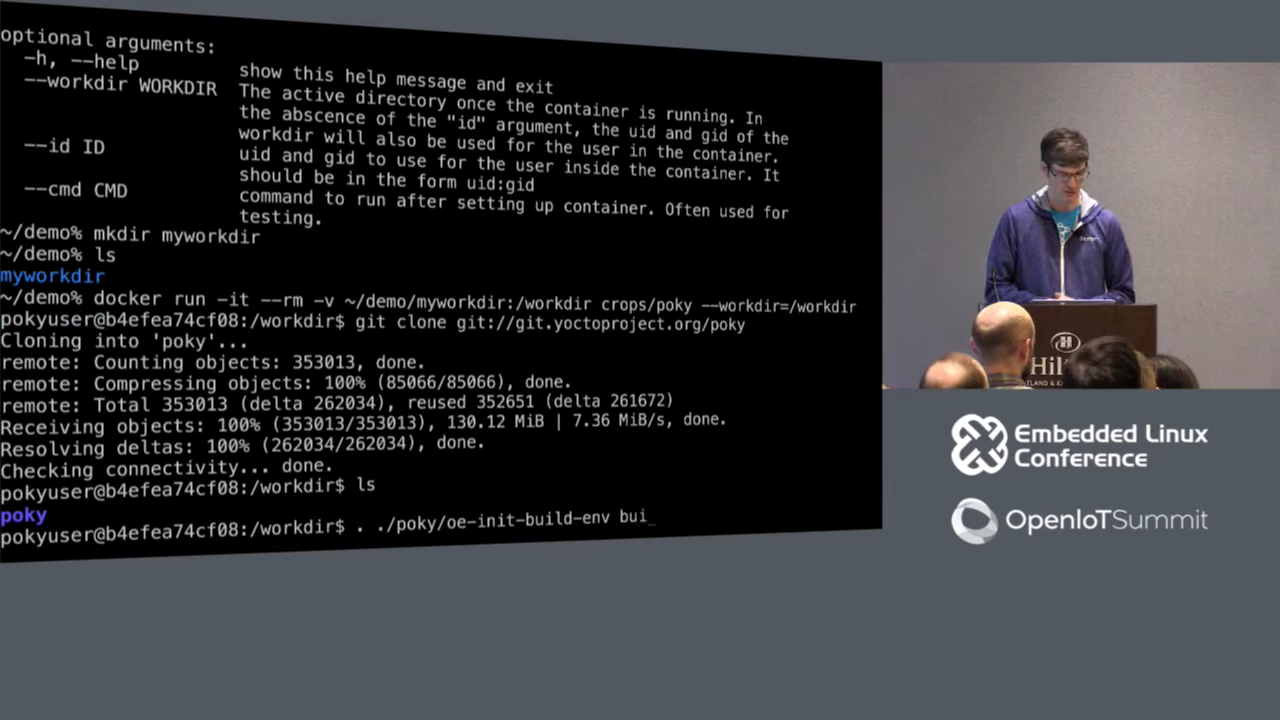 optional arguments:
-h, --help show this help message and exit
--workdir WORKDIR The active directory once the container is running. In
the abscence of the "id" argument, the uid and gid of the
workdir will also be used for the user in the container.
--id ID uid and gid to use for the user inside the container. It
should be in the form uid:gid
--cmd CMD command to run after setting up container. Often used for
testing.
~/demo% mkdir myworkdir
~/demo% ls
myworkdir
~/demo% docker run -it --rm -v ~/demo/myworkdir:/workdir crops/poky --workdir=/workdir
pokyuser@b4efea74cf08:/workdir$ git clone git://git.yoctoproject.org/poky
Cloning into 'poky'...
remote: Counting objects: 353013, done.
remote: Compressing objects: 100% (85066/85066), done.
remote: Total 353013 (delta 262034), reused 352651 (delta 261672)
Receiving objects: 100% (353013/353013), 130.12 MiB | 7.36 MiB/s, done.
Resolving deltas: 100% (262034/262034), done.
Checking connectivity... done.
pokyuser@b4efea74cf08:/workdir$ ls
poky
pokyuser@b4efea74cf08:/workdir$ . ./poky/oe-init-build-env bui_
Embedded Linux
Conference
OpenIoTSummit